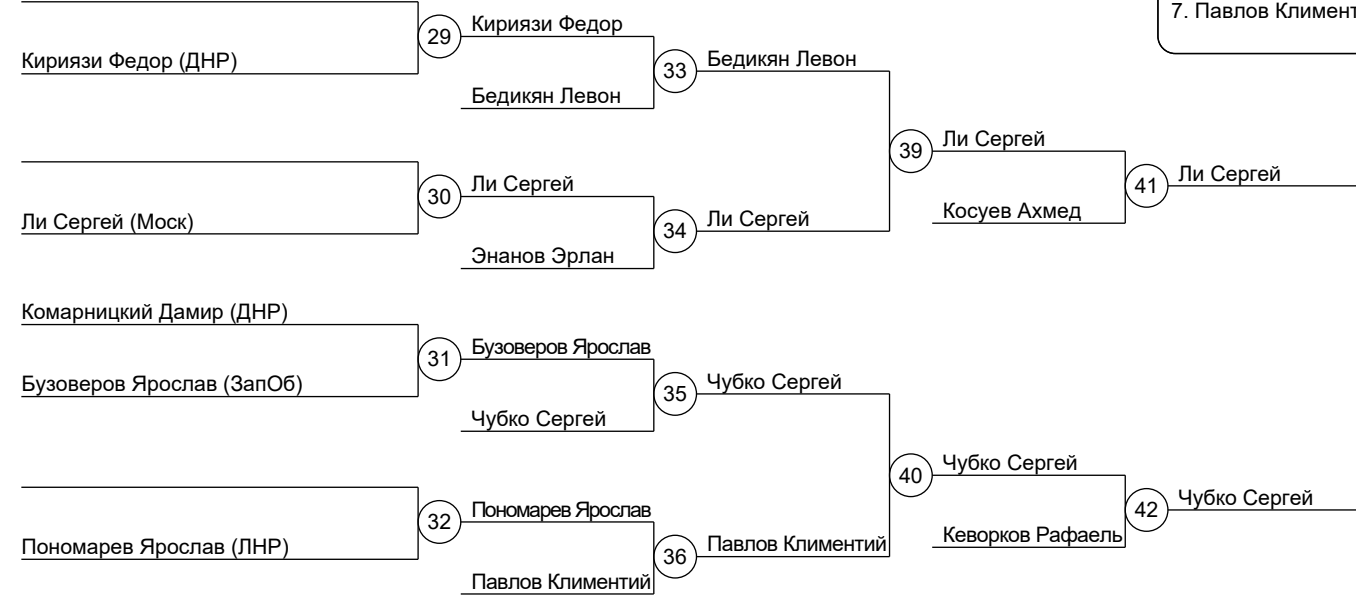 7. Павлов Климент
Кириязи Федор
29
Кириязи Федор (ДНР)
Бедикян Левон
33
Бедикян Левон
Ли Сергей
39
Ли Сергей
30
Ли Сергей
41
Ли Сергей (Моск)
Ли Сергей
34
Косуев Ахмед
Энанов Эрлан
Комарницкий Дамир (ДНР)
Бузоверов Ярослав
31
Бузоверов Ярослав (ЗапОб)
Чубко Сергей
35
Чубко Сергей
Чубко Сергей
40
Чубко Сергей
Пономарев Ярослав
42
32
Кеворков Рафаель
Пономарев Ярослав (ЛНР)
Павлов Климентий
36
Павлов Климентий